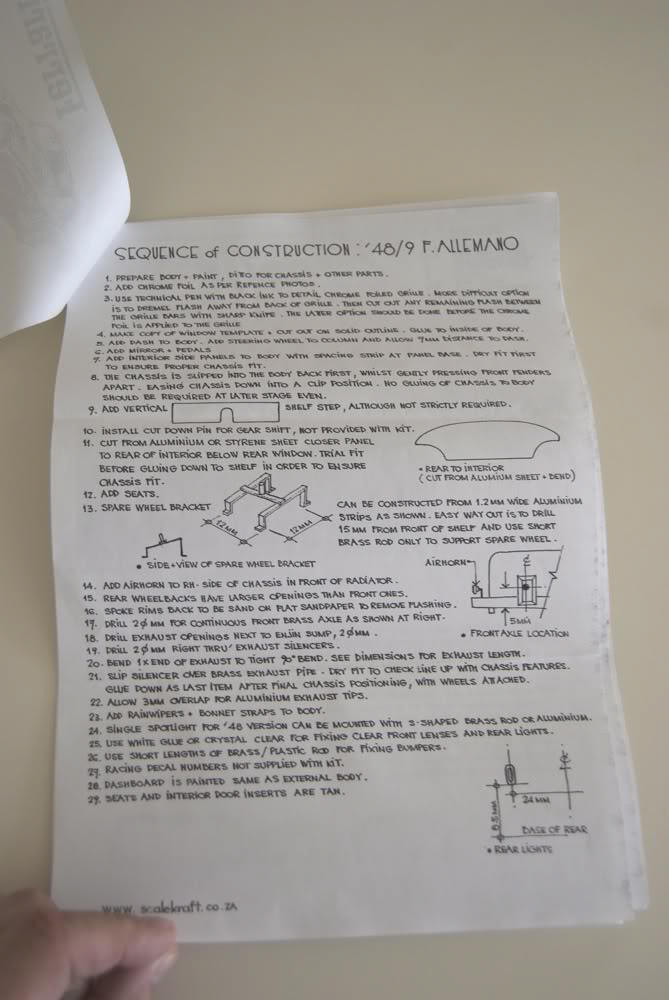 Ferrari
SEQUENCE of CONSTRUCTION : '48/9 F. ALLEMANO
1. PREPARE BODY + PAINT, DITTO FOR CHASSIS + OTHER PARTS.
2. ADD CHROME FOIL AS PER REFENCE PHOTOS.
3. USE TECHNICAL PEN WITH BLACK INK TO DETAIL CHROME FOILED GRILLE. MORE DIFFICULT OPTION
IS TO DREMEL FLASH AWAY FROM BACK OF GRILLE. THEN CUT OUT ANY REMAINING FLASH BETWEEN
THE GRILLE BARS WITH SHARP KNIFE. THE LATER OPTION SHOULD BE DONE BEFORE THE CHROME
FOIL IS APPLIED TO THE GRILLE
4. MAKE COPY OF WINDOW TEMPLATE + CUT OUT ON SOLID OUTLINE. GLUE TO INSIDE OF BODY.
5. ADD DASH TO BODY. ADD STEERING WHEEL TO COLUMN AND ALLOW 7MM DISTANCE TO DASH.
6. ADD MIRROR + PEDALS
7. ADD INTERIOR SIDE PANELS TO BODY WITH SPACING STRIP AT PANEL BASE. DRY FIT FIRST
TO ENSURE PROPER CHASSIS FIT.
8. THE CHASSIS IS SLIPPED INTO THE BODY BACK FIRST, WHILST GENTLY PRESSING FRONT FENDERS
APART. EASING CHASSIS DOWN INTO A CLIP POSITION. NO GLUING OF CHASSIS TO BODY
SHOULD BE REQUIRED AT LATER STAGE EVEN.
9. ADD VERTICAL SHELF STEP, ALTHOUGH NOT STRICTLY REQUIRED.
10. INSTALL CUT DOWN PIN FOR GEAR SHIFT, NOT PROVIDED WITH KIT.
11. CUT FROM ALUMINIUM OR STYRENE SHEET CLOSER PANEL
TO REAR OF INTERIOR BELOW REAR WINDOW. TRIAL FIT
BEFORE GLUING DOWN TO SHELF IN ORDER TO ENSURE
CHASSIS FIT.
• REAR TO INTERIOR
(CUT FROM ALUMIUM SHEET + BEND)
12. ADD SEATS.
13. SPARE WHEEL BRACKET
12MM
12MM
CAN BE CONSTRUCTED FROM 1.2MM WIDE ALUMINIUM
STRIPS AS SHOWN. EASY WAY OUT IS TO DRILL
15MM FROM FRONT OF SHELF AND USE SHORT
BRASS ROD ONLY TO SUPPORT SPARE WHEEL.
• SIDE+VIEW OF SPARE WHEEL BRACKET
AIRHORN
5MM
• FRONT AXLE LOCATION
14. ADD AIRHORN TO RH-SIDE OF CHASSIS IN FRONT OF RADIATOR.
15. REAR WHEELBACKS HAVE LARGER OPENINGS THAN FRONT ONES.
16. SPOKE RIMS BACK TO BE SAND ON FLAT SANDPAPER TO REMOVE FLASHING.
17. DRILL 2ØMM FOR CONTINUOUS FRONT BRASS AXLE AS SHOWN AT RIGHT.
18. DRILL EXHAUST OPENINGS NEXT TO ENJIN SUMP, 2ØMM.
19. DRILL 2ØMM RIGHT THRU' EXHAUST SILENCERS.
20. BEND 1X END OF EXHAUST TO TIGHT 90° BEND. SEE DIMENSIONS FOR EXHAUST LENGTH.
21. SLIP SILENCER OVER BRASS EXHAUST PIPE - DRY FIT TO CHECK LINE UP WITH CHASSIS FEATURES.
GLUE DOWN AS LAST ITEM AFTER FINAL CHASSIS POSITIONING, WITH WHEELS ATTACHED.
22. ALLOW 3MM OVERLAP FOR ALUMINIUM EXHAUST TIPS.
23. ADD RAINWIPERS + BONNET STRAPS TO BODY.
24. SINGLE SPOTLIGHT FOR '48 VERSION CAN BE MOUNTED WITH S-SHAPED BRASS ROD OR ALUMINIUM.
25. USE WHITE GLUE OR CRYSTAL CLEAR FOR FIXING CLEAR FRONT LENSES AND REAR LIGHTS.
26. USE SHORT LENGTHS OF BRASS/PLASTIC ROD FOR FIXING BUMPERS.
27. RACING DECAL NUMBERS NOT SUPPLIED WITH KIT.
28. DASHBOARD IS PAINTED SAME AS EXTERNAL BODY.
29. SEATS AND INTERIOR DOOR INSERTS ARE TAN.
24MM
8.5MM
BASE OF REAR
• REAR LIGHTS
www.scalekraft.co.ZA